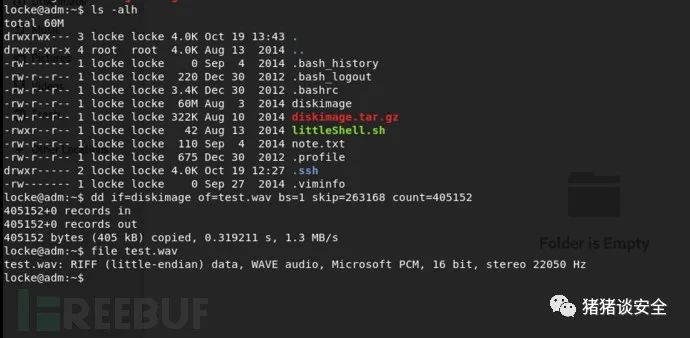 locke@adm:~$ ls -alh
total 60M
drwxrwx--- 3 locke locke 4.0K Oct 19 13:43 .
drwxr-xr-x 4 root  root  4.0K Aug 13  2014 ..
-rw------- 1 locke locke    0 Sep  4  2014 .bash_history
-rw-r--r-- 1 locke locke  220 Dec 30  2012 .bash_logout
-rw-r--r-- 1 locke locke 3.4K Dec 30  2012 .bashrc
-rw-r--r-- 1 locke locke  60M Aug  3  2014 diskimage
-rw-r--r-- 1 locke locke 322K Aug 10  2014 diskimage.tar.gz
-rwxr--r-- 1 locke locke   42 Aug 13  2014 littleShell.sh
-rw-r--r-- 1 locke locke  110 Sep  4  2014 note.txt
-rw-r--r-- 1 locke locke  675 Dec 30  2012 .profile
drwxr----- 2 locke locke 4.0K Oct 19 12:27 .ssh
-rw------- 1 locke locke    0 Sep 27  2014 .viminfo
locke@adm:~$ dd if=diskimage of=test.wav bs=1 skip=263168 count=405152
405152+0 records in
405152+0 records out
405152 bytes (405 kB) copied, 0.319211 s, 1.3 MB/s
locke@adm:~$ file test.wav
test.wav: RIFF (little-endian) data, WAVE audio, Microsoft PCM, 16 bit, stereo 22050 Hz
locke@adm:~$
Folder is Empty
FREEBUF
猪猪谈安全